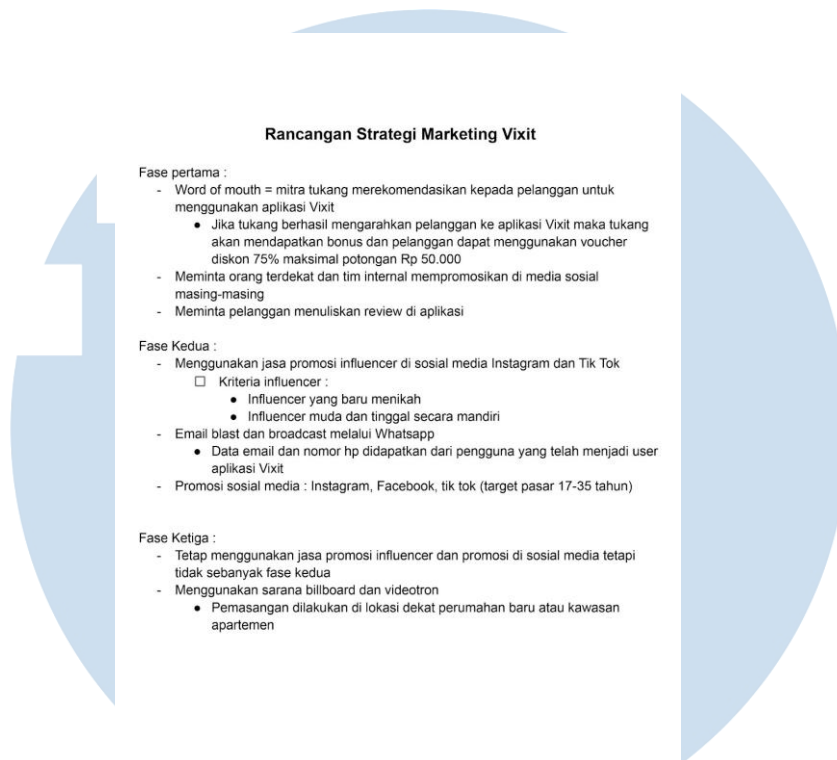 Rancangan Strategi Marketing Vixit
Fase pertama :
- Word of mouth = mitra tukang merekomendasikan kepada pelanggan untuk
menggunakan aplikasi Vixit
● Jika tukang berhasil mengarahkan pelanggan ke aplikasi Vixit maka tukang
akan mendapatkan bonus dan pelanggan dapat menggunakan voucher
diskon 75% maksimal potongan Rp 50.000
- Meminta orang terdekat dan tim internal mempromosikan di media sosial
masing-masing
- Meminta pelanggan menuliskan review di aplikasi
Fase Kedua :
- Menggunakan jasa promosi influencer di sosial media Instagram dan Tik Tok
☐ Kriteria influencer :
● Influencer yang baru menikah
● Influencer muda dan tinggal secara mandiri
- Email blast dan broadcast melalui Whatsapp
● Data email dan nomor hp didapatkan dari pengguna yang telah menjadi user
aplikasi Vixit
- Promosi sosial media : Instagram, Facebook, tik tok (target pasar 17-35 tahun)
Fase Ketiga :
- Tetap menggunakan jasa promosi influencer dan promosi di sosial media tetapi
tidak sebanyak fase kedua
- Menggunakan sarana billboard dan videotron
● Pemasangan dilakukan di lokasi dekat perumahan baru atau kawasan
apartemen